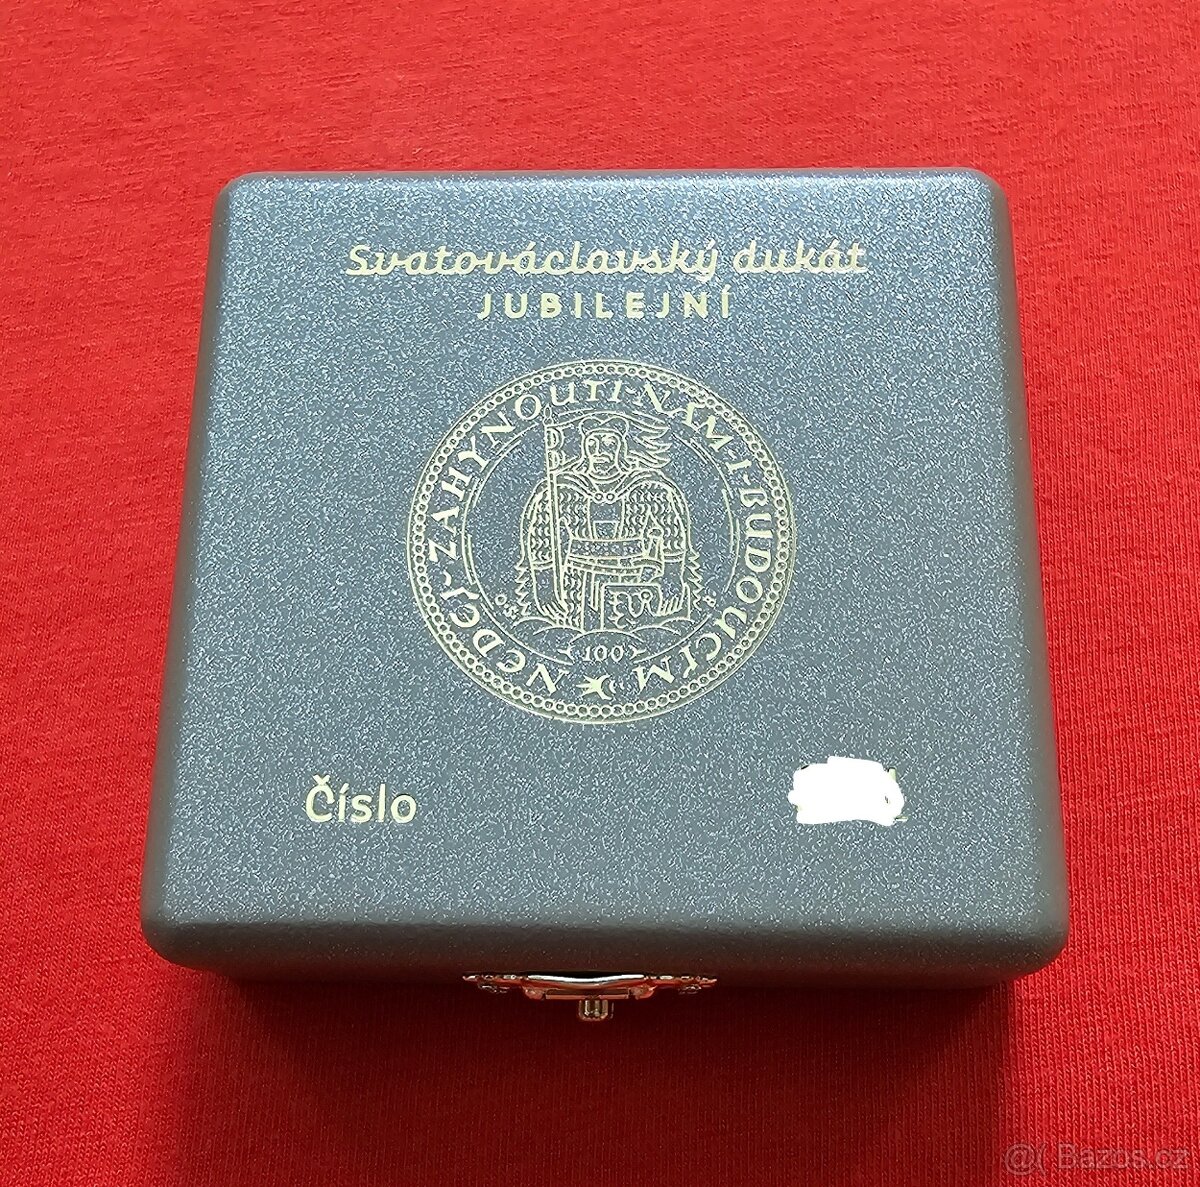 Svatováclavský dukát
JUBILEJNÍ
NEDEJ·ZAHYNOUTI·NÁM·I·BUDOUCÍM
100
Číslo
@( Bazos.cz